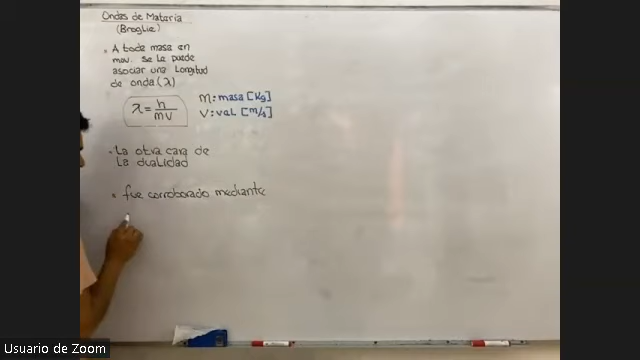 Ondas de Materia
(Broglie)
• A toda masa en
mov. se le puede
asociar una Longitud
de onda (λ)
λ = h / mv
m: masa [kg]
v: vel [m/s]
• La otra cara de
la dualidad
• fue corroborado mediante
Usuario de Zoom